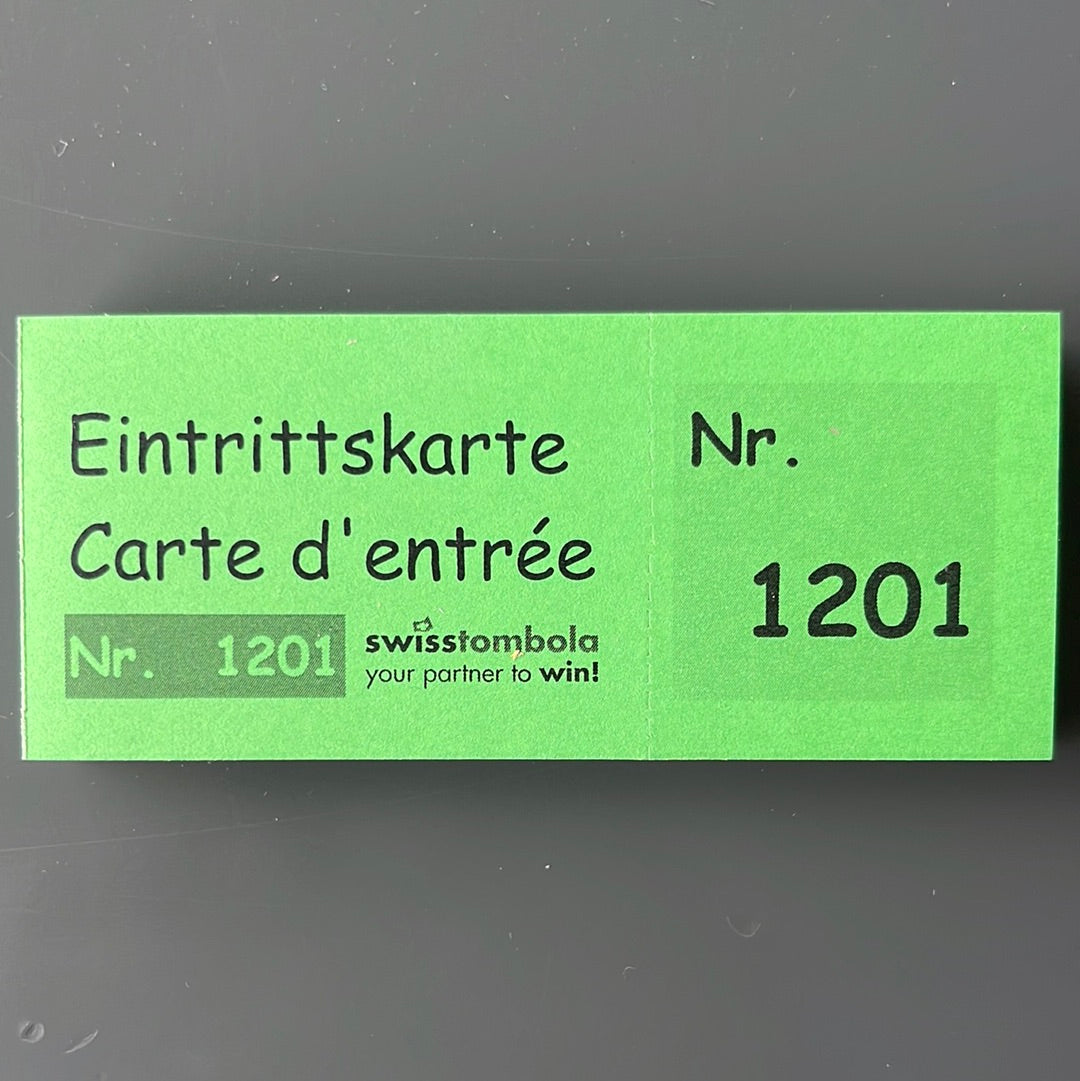 Eintrittskarte
Carte d'entrée
Nr. 1201
swisstombola
your partner to win!
Nr.
1201